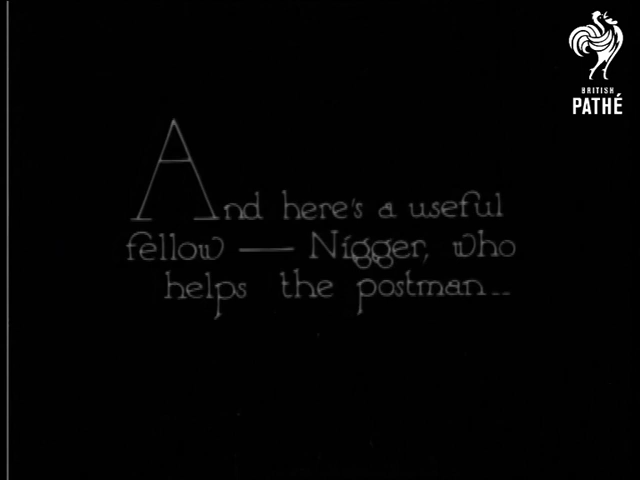 BRITISH
PATHÉ
And here's a useful
fellow — Nigger, who
helps the postman...